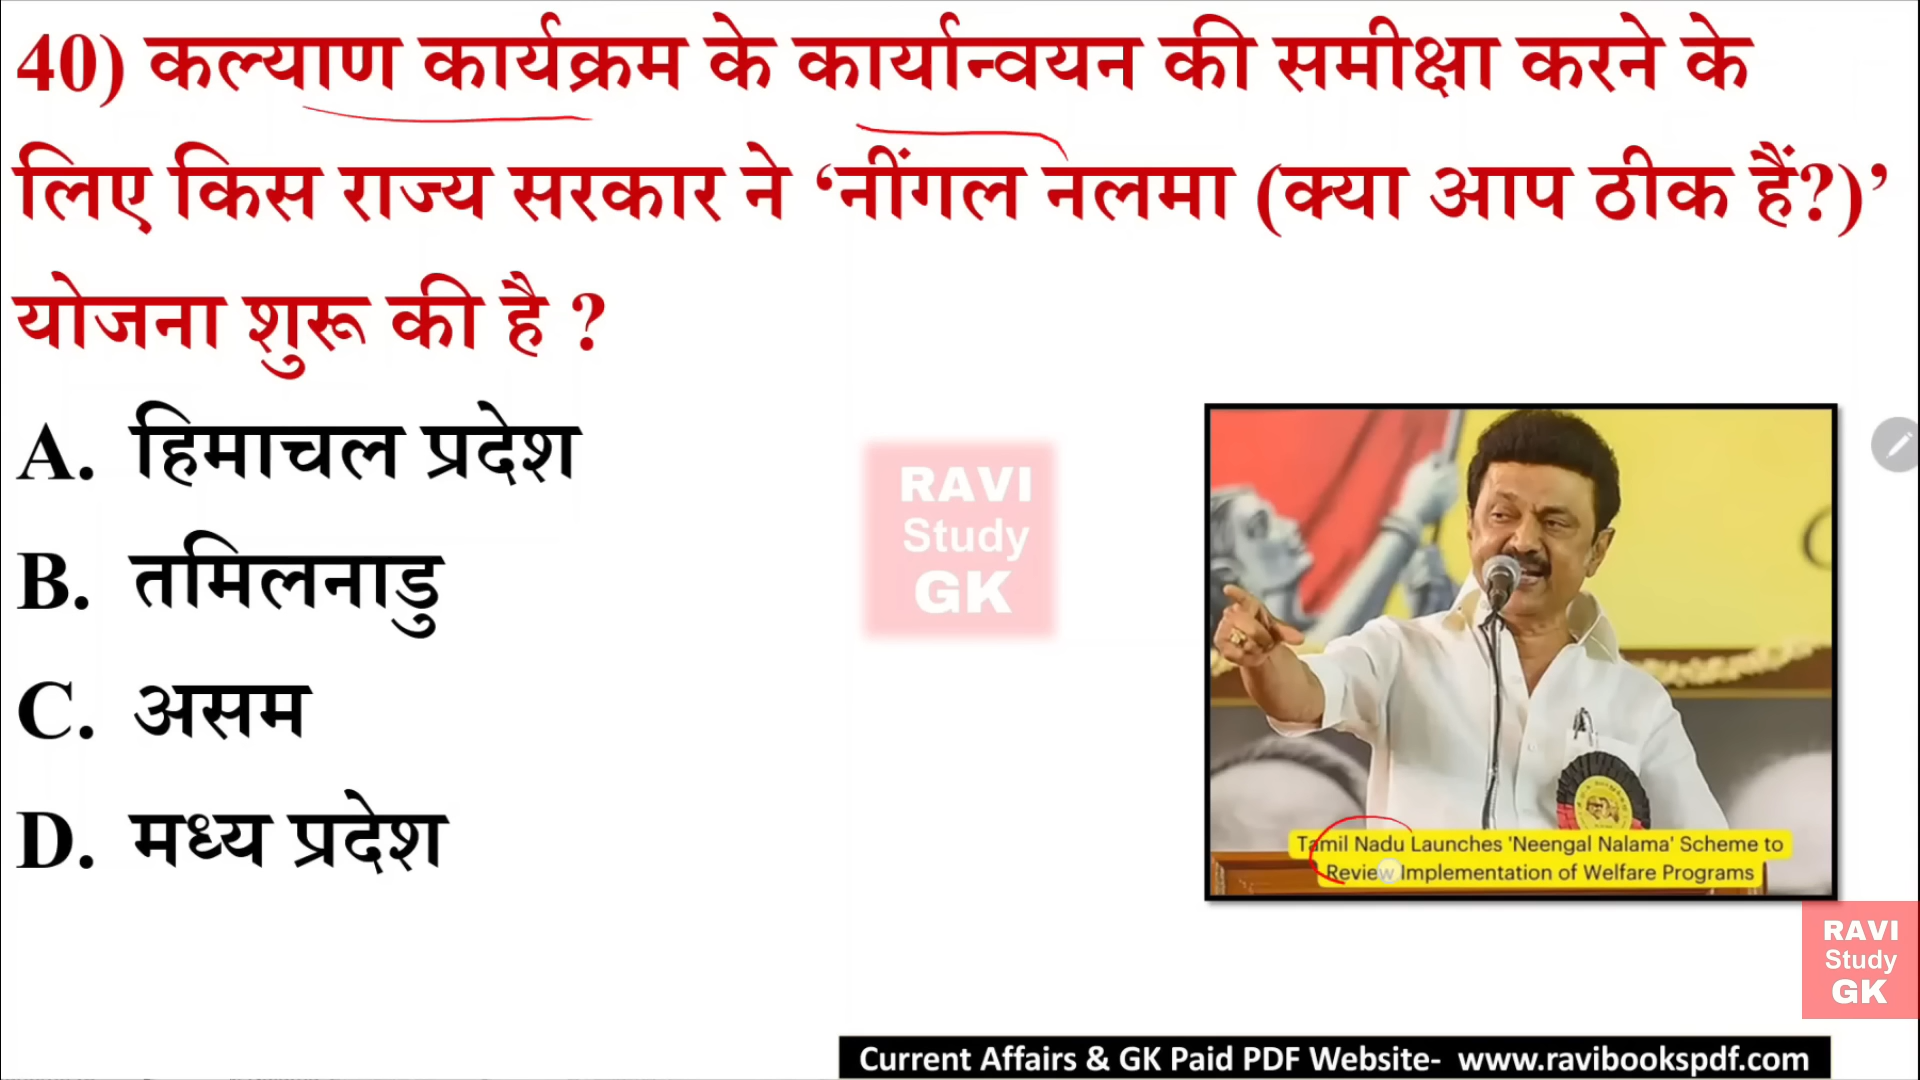 40) कल्याण कार्यक्रम के कार्यान्वयन की समीक्षा करने के
लिए किस राज्य सरकार ने ‘नींगल नलमा (क्या आप ठीक हैं?)’
योजना शुरू की है ?
A. हिमाचल प्रदेश
B. तमिलनाडु
C. असम
D. मध्य प्रदेश
RAVI
Study
GK
Tamil Nadu Launches 'Neengal Nalama' Scheme to
Review Implementation of Welfare Programs
RAVI
Study
GK
Current Affairs & GK Paid PDF Website- www.ravibookspdf.com